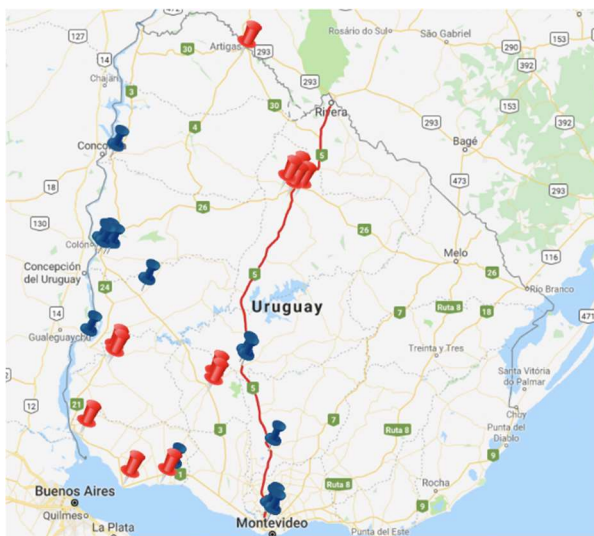 472
127
14
Artigas
30
293
Rosário do Sul
São Gabriel
290
153
392
Chajarí
3
293
153
4
30
Rivera
392
Conco
5
Bagé
18
473
293
130
26
26
Colón
Melo
116
Concepción
del Uruguay
5
26
Río Branco
24
Uruguay
14
7
Ruta 8
18
471
Gualeguaychú
Treinta y Tres
Santa Vitória
do Palmar
12
21
5
3
7
Ruta 8
Chuy
Punta del
Diablo
1
9
Ruta 8
Rocha
Buenos Aires
9
Quilmes
La Plata
Montevideo
Punta del Este